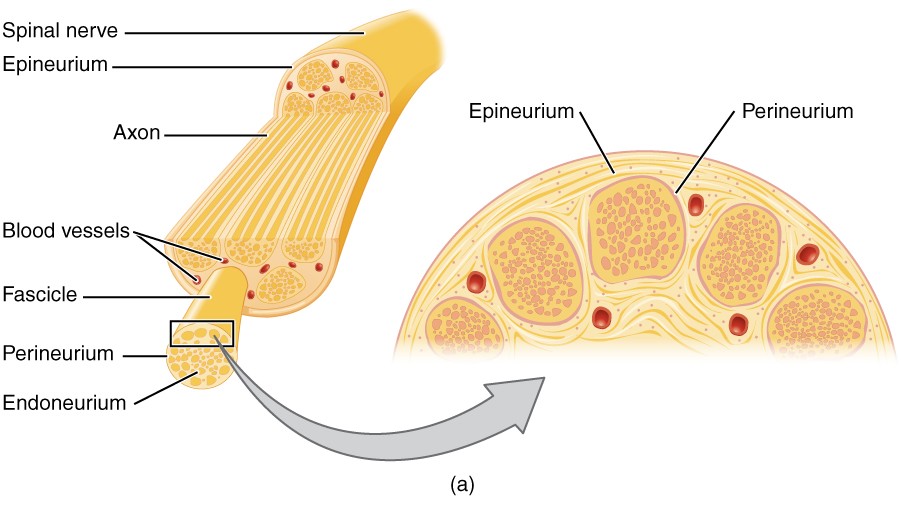 Spinal nerve
Epineurium
Axon
Blood vessels
Fascicle
Perineurium
Endoneurium
Epineurium
Perineurium
(a)